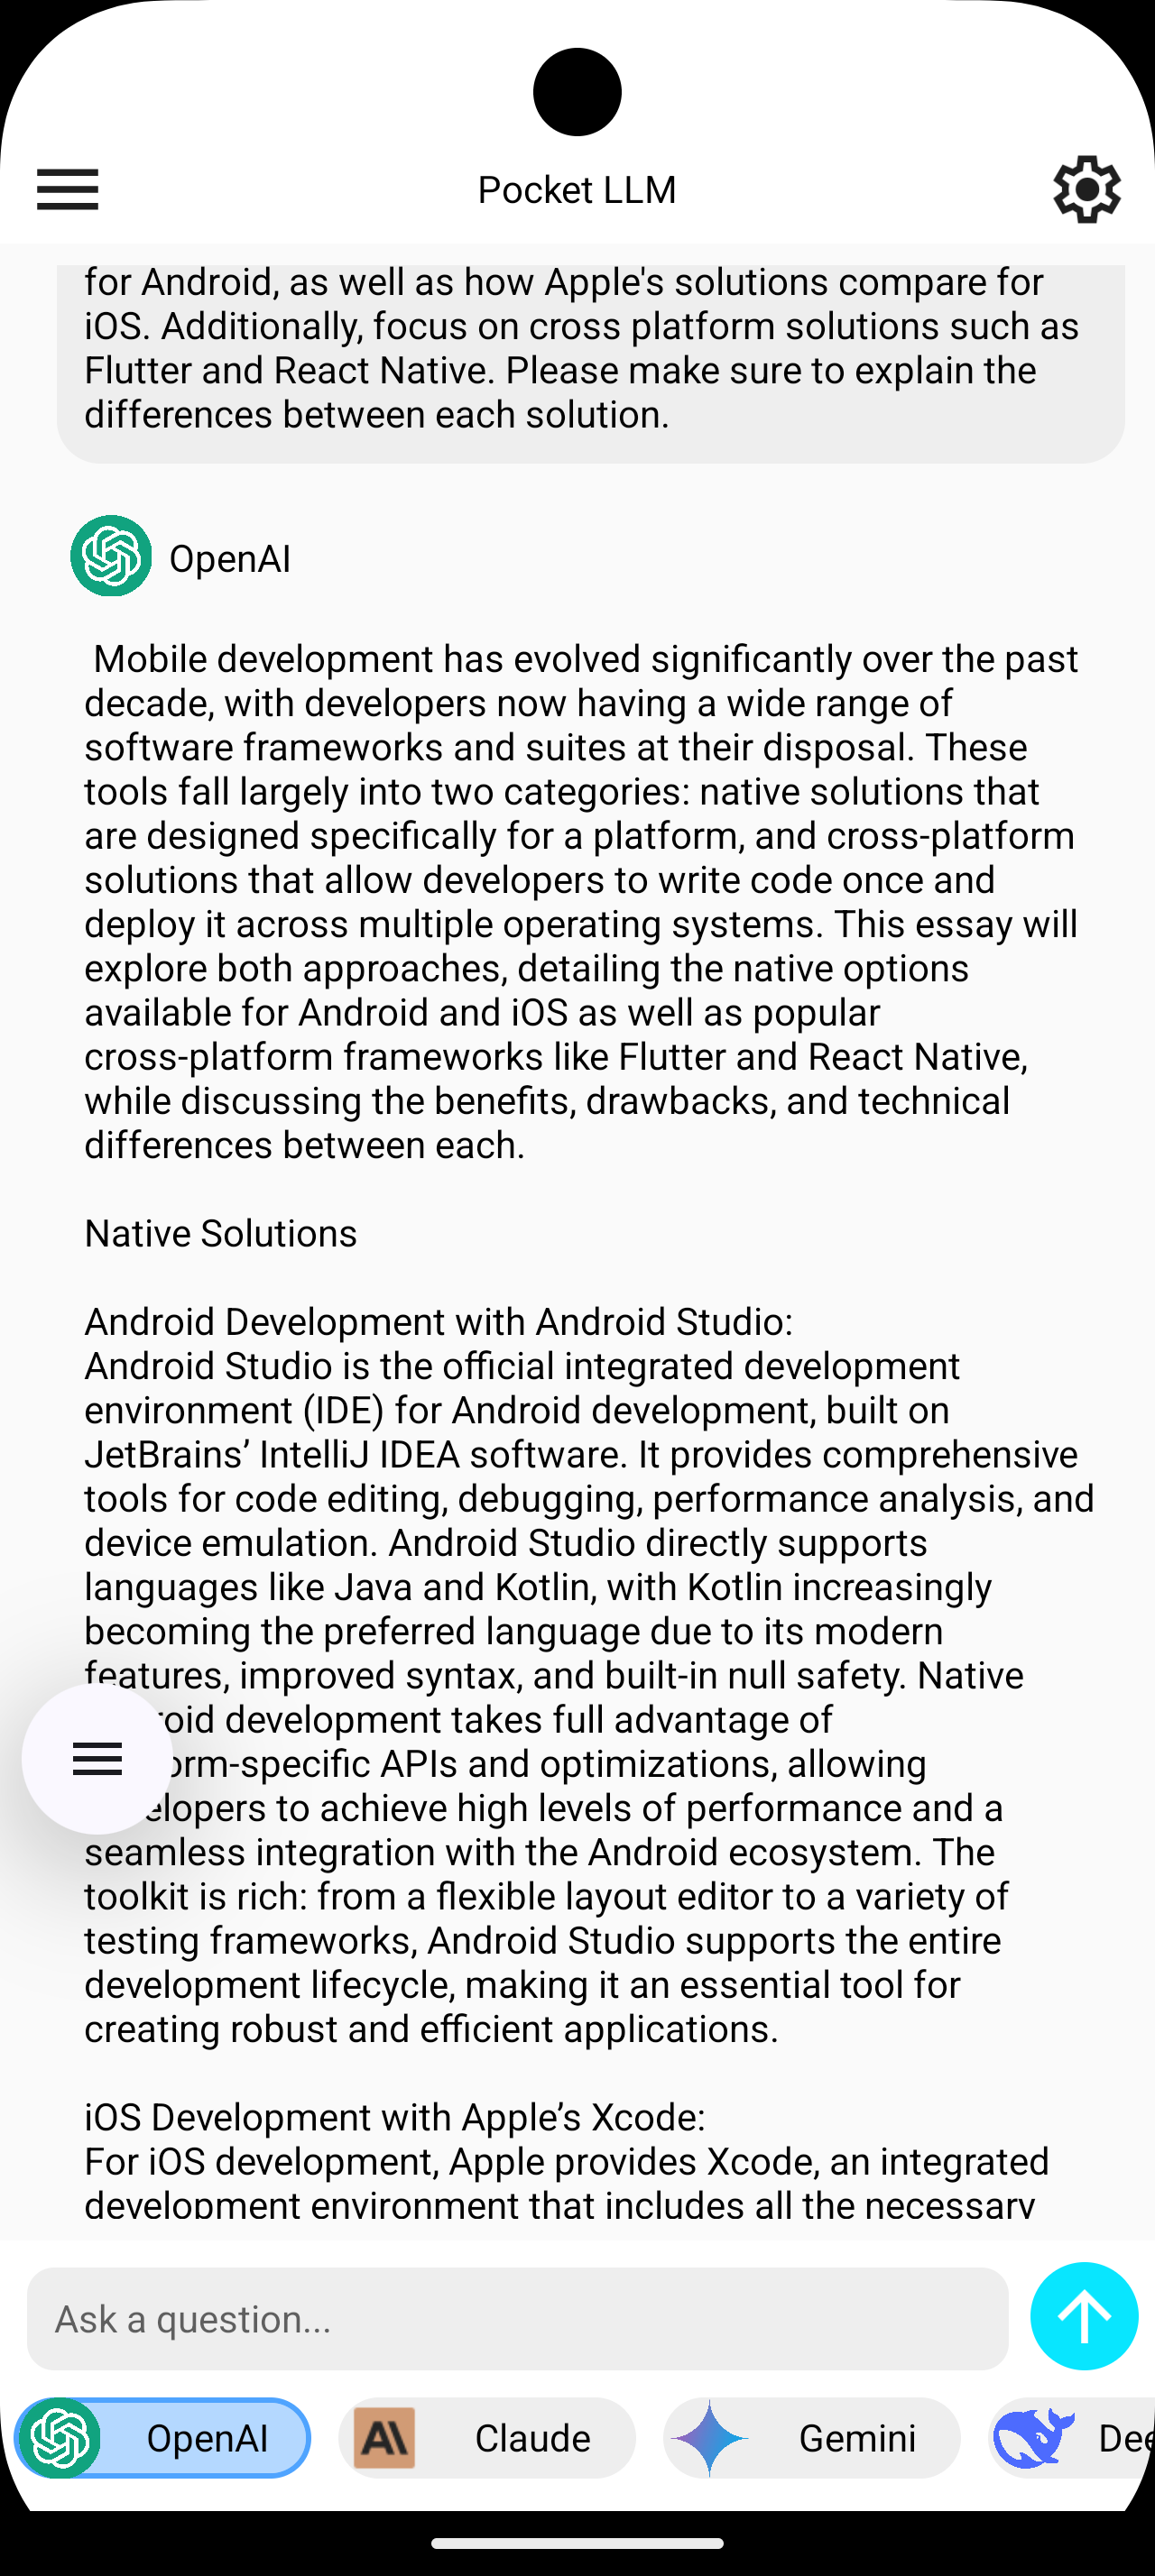 Pocket LLM
for Android, as well as how Apple's solutions compare for
iOS. Additionally, focus on cross platform solutions such as
Flutter and React Native. Please make sure to explain the
differences between each solution.
OpenAI
Mobile development has evolved significantly over the past
decade, with developers now having a wide range of
software frameworks and suites at their disposal. These
tools fall largely into two categories: native solutions that
are designed specifically for a platform, and cross-platform
solutions that allow developers to write code once and
deploy it across multiple operating systems. This essay will
explore both approaches, detailing the native options
available for Android and iOS as well as popular
cross-platform frameworks like Flutter and React Native,
while discussing the benefits, drawbacks, and technical
differences between each.
Native Solutions
Android Development with Android Studio:
Android Studio is the official integrated development
environment (IDE) for Android development, built on
JetBrains’ IntelliJ IDEA software. It provides comprehensive
tools for code editing, debugging, performance analysis, and
device emulation. Android Studio directly supports
languages like Java and Kotlin, with Kotlin increasingly
becoming the preferred language due to its modern
features, improved syntax, and built-in null safety. Native
development takes full advantage of
-specific APIs and optimizations, allowing
to achieve high levels of performance and a
seamless integration with the Android ecosystem. The
toolkit is rich: from a flexible layout editor to a variety of
testing frameworks, Android Studio supports the entire
development lifecycle, making it an essential tool for
creating robust and efficient applications.
iOS Development with Apple’s Xcode:
For iOS development, Apple provides Xcode, an integrated
development environment that includes all the necessary
Ask a question...
OpenAI
Claude
Gemini
Dee